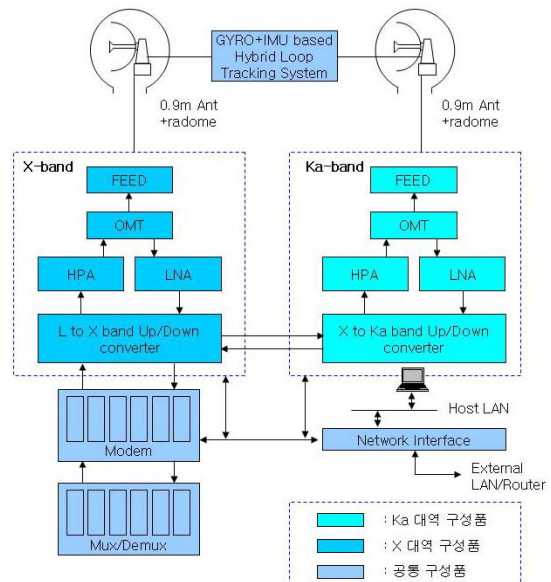 GYRO+IMU based
Hybrid Loop
Tracking System
0.9m Ant
+radome
0.9m Ant
+radome
X-band
FEED
OMT
HPA
LNA
L to X band Up/Down
converter
Ka-band
FEED
OMT
HPA
LNA
X to Ka band Up/Down
converter
Modem
Mux/Demux
Host LAN
Network Interface
External
LAN/Router
: Ka 대역 구성품
: X 대역 구성품
: 공통 구성품